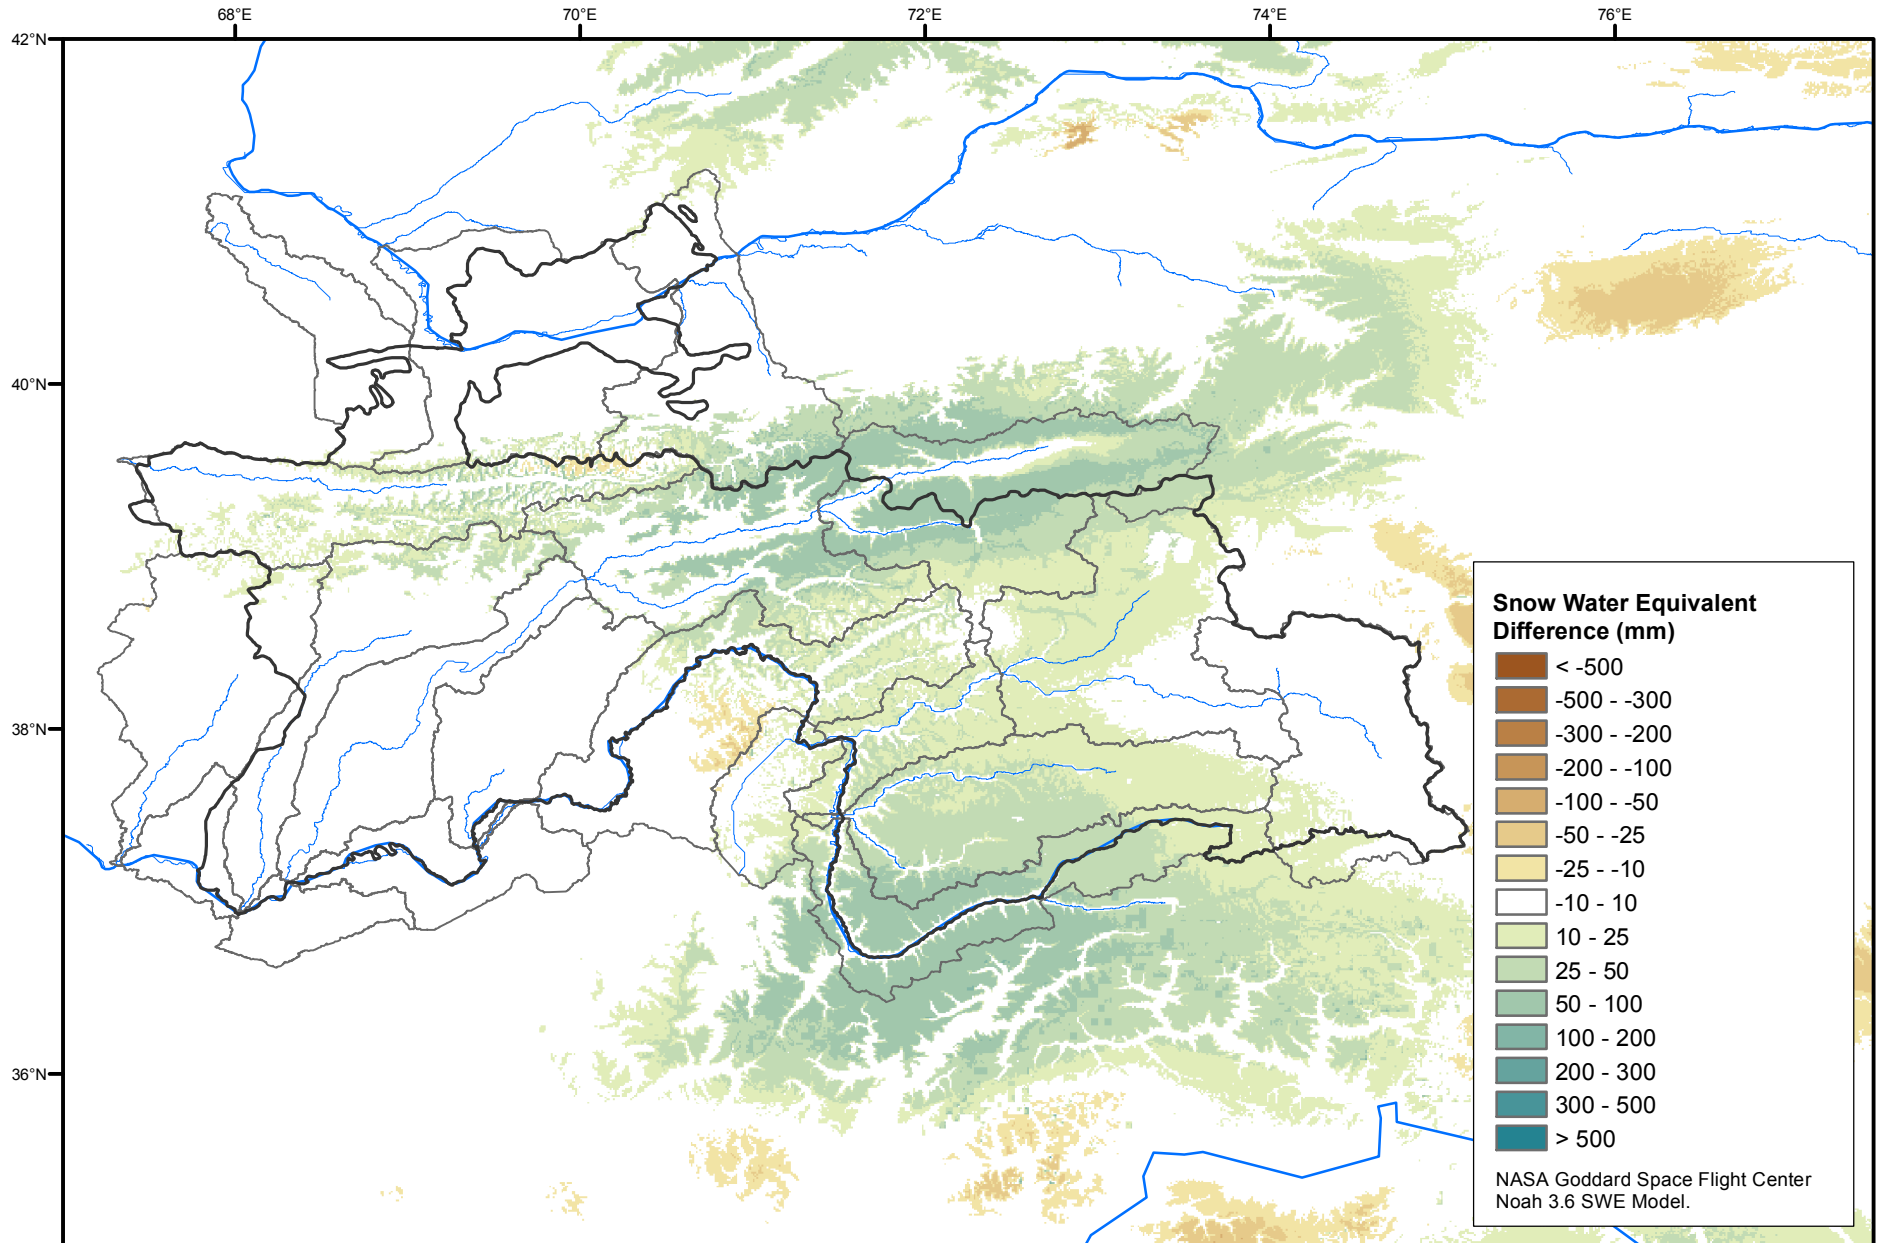 68°E
70°E
72°E
74°E
76°E
42°N
40°N
38°N
36°N
Snow Water Equivalent
Difference (mm)
< -500
-500 - -300
-300 - -200
-200 - -100
-100 - -50
-50 - -25
-25 - -10
-10 - 10
10 - 25
25 - 50
50 - 100
100 - 200
200 - 300
300 - 500
> 500
NASA Goddard Space Flight Center
Noah 3.6 SWE Model.